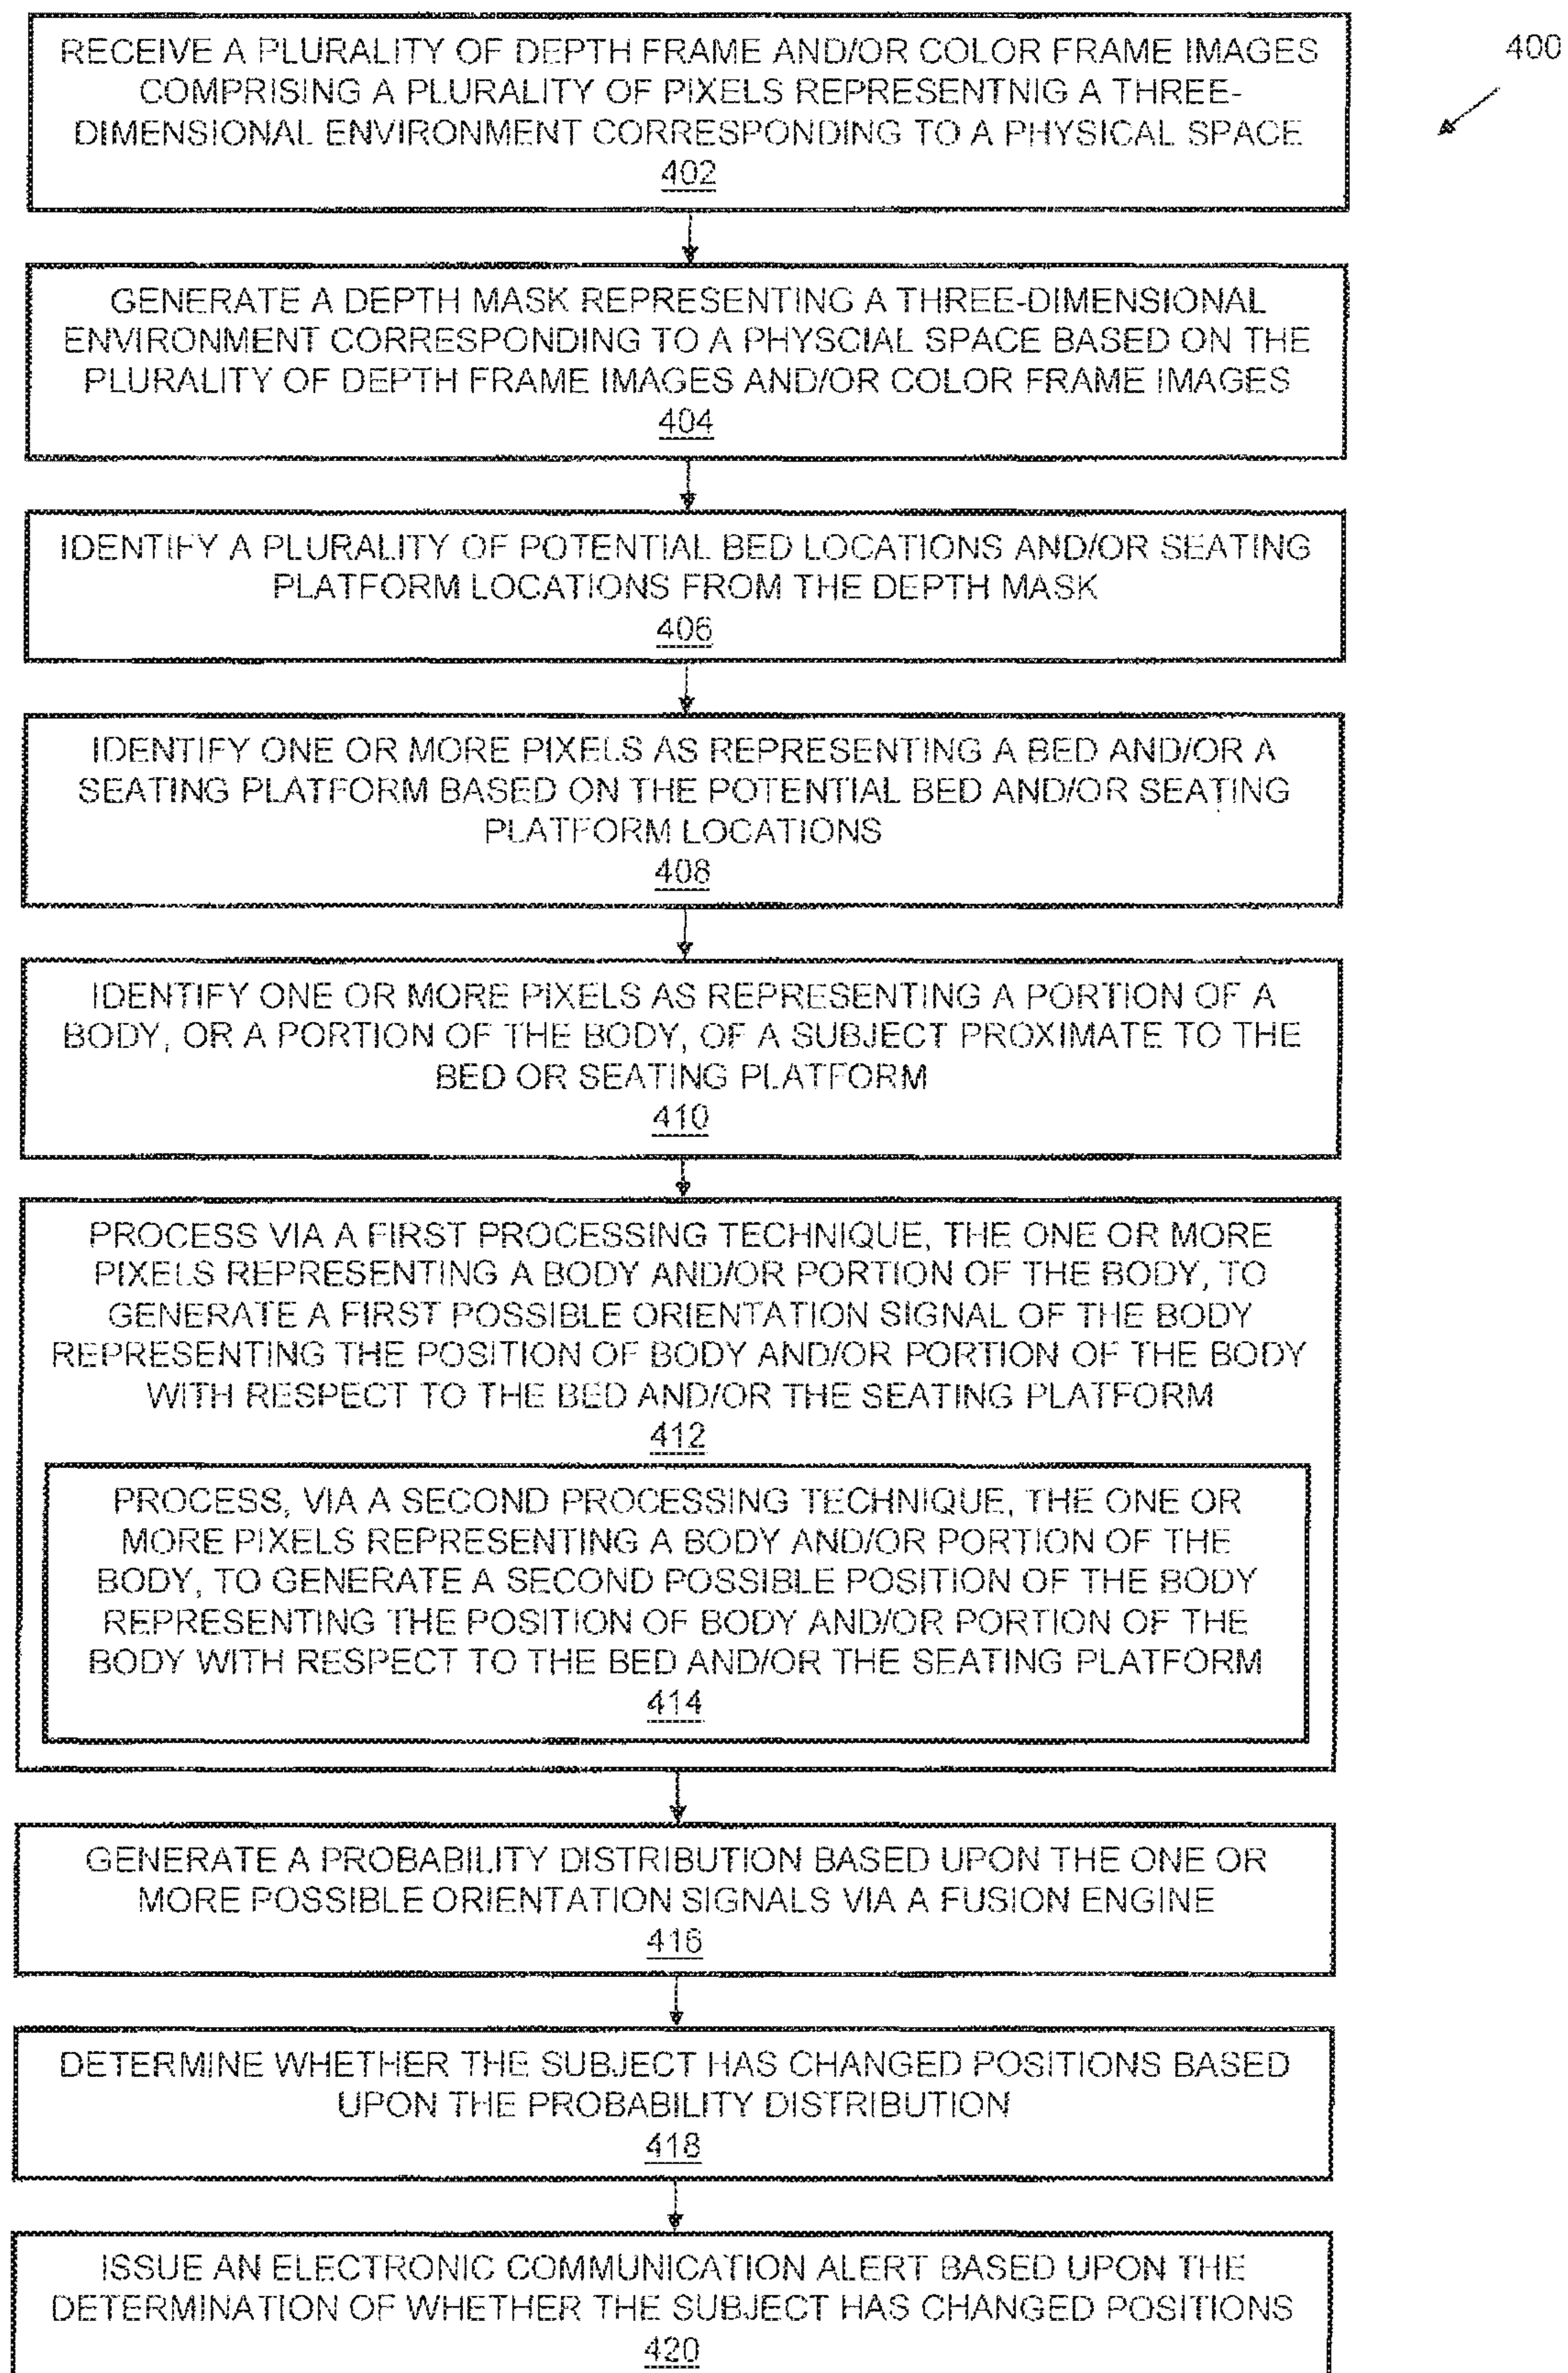 RECEIVE A PLURALITY OF DEPTH FRAME AND/OR COLOR FRAME IMAGES
COMPRISING A PLURALITY OF PIXELS REPRESENTNIG A THREE-
DIMENSIONAL ENVIRONMENT CORRESPONDING TO A PHYSICAL SPACE
402
400
GENERATE A DEPTH MASK REPRESENTING A THREE-DIMENSIONAL
ENVIRONMENT CORRESPONDING TO A PHYSCIAL SPACE BASED ON THE
PLURALITY OF DEPTH FRAME IMAGES AND/OR COLOR FRAME IMAGES
404
IDENTIFY A PLURALITY OF POTENTIAL BED LOCATIONS AND/OR SEATING
PLATFORM LOCATIONS FROM THE DEPTH MASK
406
IDENTIFY ONE OR MORE PIXELS AS REPRESENTING A BED AND/OR A
SEATING PLATFORM BASED ON THE POTENTIAL BED AND/OR SEATING
PLATFORM LOCATIONS
408
IDENTIFY ONE OR MORE PIXELS AS REPRESENTING A PORTION OF A
BODY, OR A PORTION OF THE BODY, OF A SUBJECT PROXIMATE TO THE
BED OR SEATING PLATFORM
410
PROCESS VIA A FIRST PROCESSING TECHNIQUE, THE ONE OR MORE
PIXELS REPRESENTING A BODY AND/OR PORTION OF THE BODY, TO
GENERATE A FIRST POSSIBLE ORIENTATION SIGNAL OF THE BODY
REPRESENTING THE POSITION OF BODY AND/OR PORTION OF THE BODY
WITH RESPECT TO THE BED AND/OR THE SEATING PLATFORM
412
PROCESS, VIA A SECOND PROCESSING TECHNIQUE, THE ONE OR
MORE PIXELS REPRESENTING A BODY AND/OR PORTION OF THE
BODY, TO GENERATE A SECOND POSSIBLE POSITION OF THE BODY
REPRESENTING THE POSITION OF BODY AND/OR PORTION OF THE
BODY WITH RESPECT TO THE BED AND/OR THE SEATING PLATFORM
414
GENERATE A PROBABILITY DISTRIBUTION BASED UPON THE ONE OR
MORE POSSIBLE ORIENTATION SIGNALS VIA A FUSION ENGINE
416
DETERMINE WHETHER THE SUBJECT HAS CHANGED POSITIONS BASED
UPON THE PROBABILITY DISTRIBUTION
418
ISSUE AN ELECTRONIC COMMUNICATION ALERT BASED UPON THE
DETERMINATION OF WHETHER THE SUBJECT HAS CHANGED POSITIONS
420